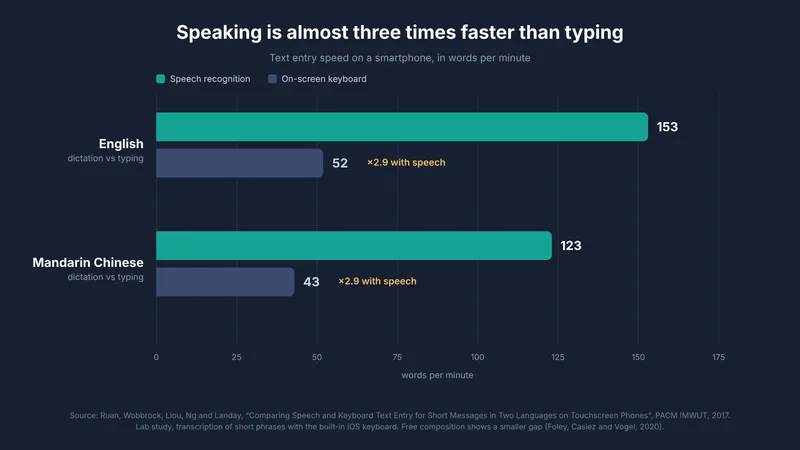 Speaking is almost three times faster than typing
Text entry speed on a smartphone, in words per minute
Speech recognition
On-screen keyboard
English
dictation vs typing
153
52
×2.9 with speech
Mandarin Chinese
dictation vs typing
123
43
×2.9 with speech
0 25 50 75 100 125 150 175
words per minute
Source: Ruan, Wobbrock, Liou, Ng and Landay, “Comparing Speech and Keyboard Text Entry for Short Messages in Two Languages on Touchscreen Phones”, PACM IMWUT, 2017.
Lab study, transcription of short phrases with the built-in iOS keyboard. Free composition shows a smaller gap (Foley, Casiez and Vogel, 2020).